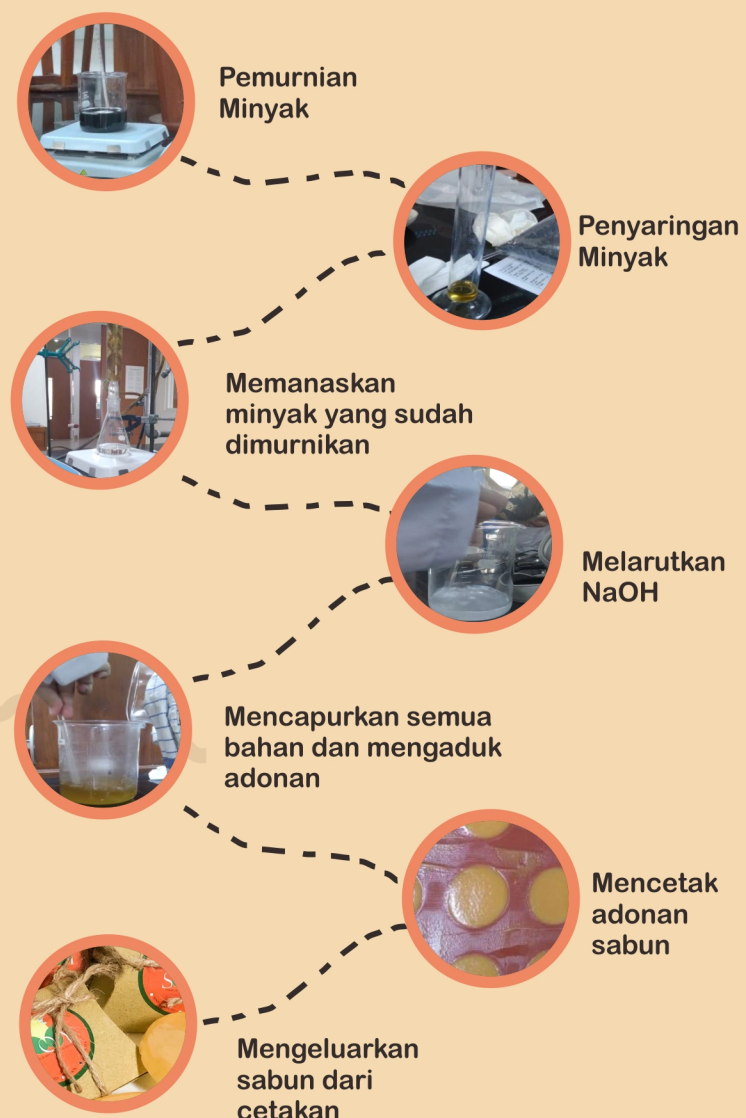 Pemurnian
Minyak
Penyaringan
Minyak
Memanaskan
minyak yang sudah
dimurnikan
Melarutkan
NaOH
Mencapurkan semua
bahan dan mengaduk
adonan
Mencetak
adonan
sabun
Mengeluarkan
sabun dari
cetakan